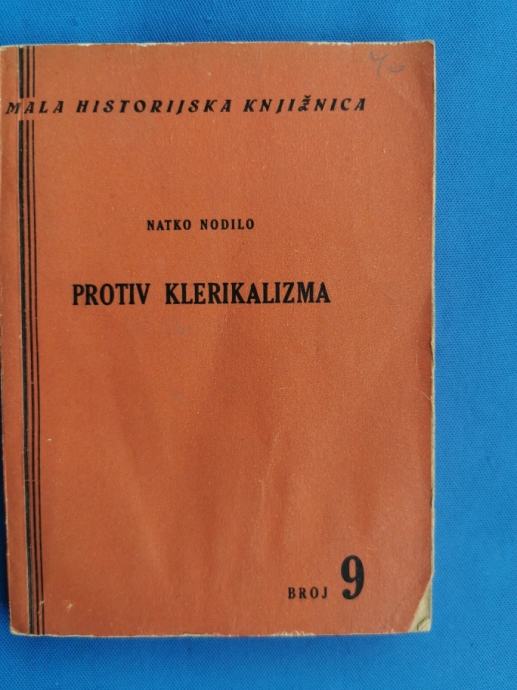 MALA HISTORIJSKA KNJIŽNICA
NATKO NODILO
PROTIV KLERIKALIZMA
BROJ 9